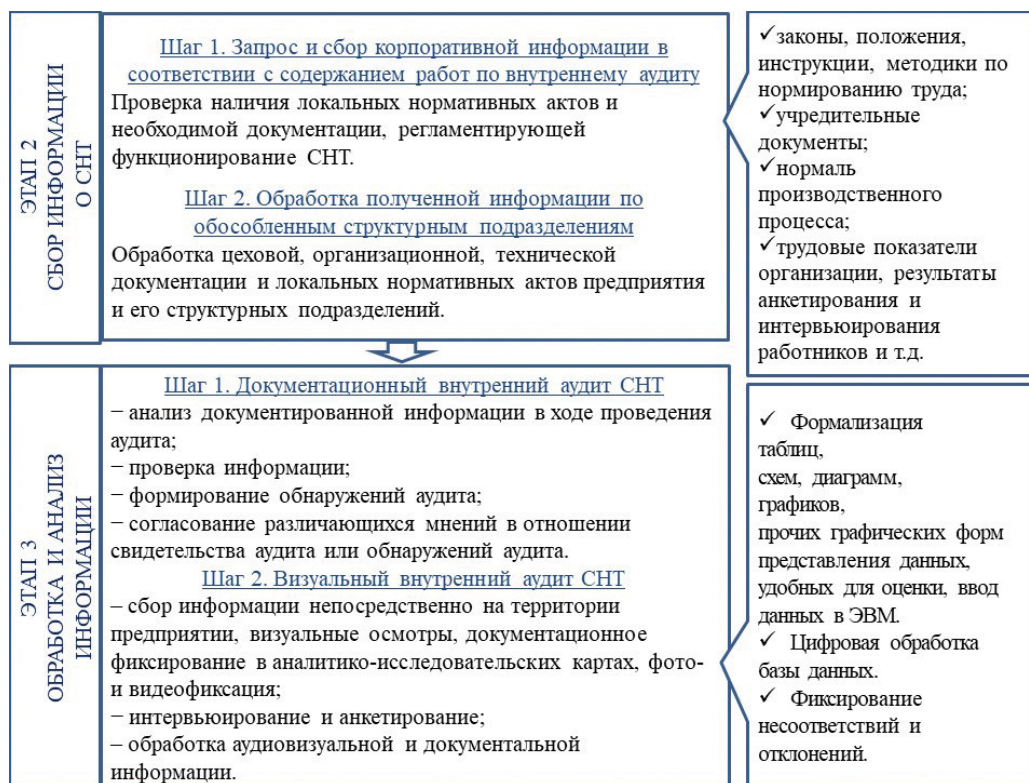 ЭТАП 2
СБОР ИНФОРМАЦИИ
О СНТ
Шаг 1. Запрос и сбор корпоративной информации в
соответствии с содержанием работ по внутреннему аудиту
Проверка наличия локальных нормативных актов и
необходимой документации, регламентирующей
функционирование СНТ.
Шаг 2. Обработка полученной информации по
обособленным структурным подразделениям
Обработка цеховой, организационной, технической
документации и локальных нормативных актов предприятия
и его структурных подразделений.
✓законы, положения,
инструкции, методики по
нормированию труда;
✓учредительные
документы;
✓нормаль
производственного
процесса;
✓трудовые показатели
организации, результаты
анкетирования и
интервьюирования
работников и т.д.
ЭТАП 3
ОБРАБОТКА И АНАЛИЗ
ИНФОРМАЦИИ
Шаг 1. Документационный внутренний аудит СНТ
− анализ документированной информации в ходе проведения
аудита;
− проверка информации;
− формирование обнаружений аудита;
− согласование различающихся мнений в отношении
свидетельства аудита или обнаружений аудита.
Шаг 2. Визуальный внутренний аудит СНТ
– сбор информации непосредственно на территории
предприятия, визуальные осмотры, документационное
фиксирование в аналитико-исследовательских картах, фото-
и видеофиксация;
– интервьюирование и анкетирование;
– обработка аудиовизуальной и документальной
информации.
✓ Формализация
таблиц,
схем, диаграмм,
графиков,
прочих графических форм
представления данных,
удобных для оценки, ввод
данных в ЭВМ.
✓ Цифровая обработка
базы данных.
✓ Фиксирование
несоответствий и
отклонений.